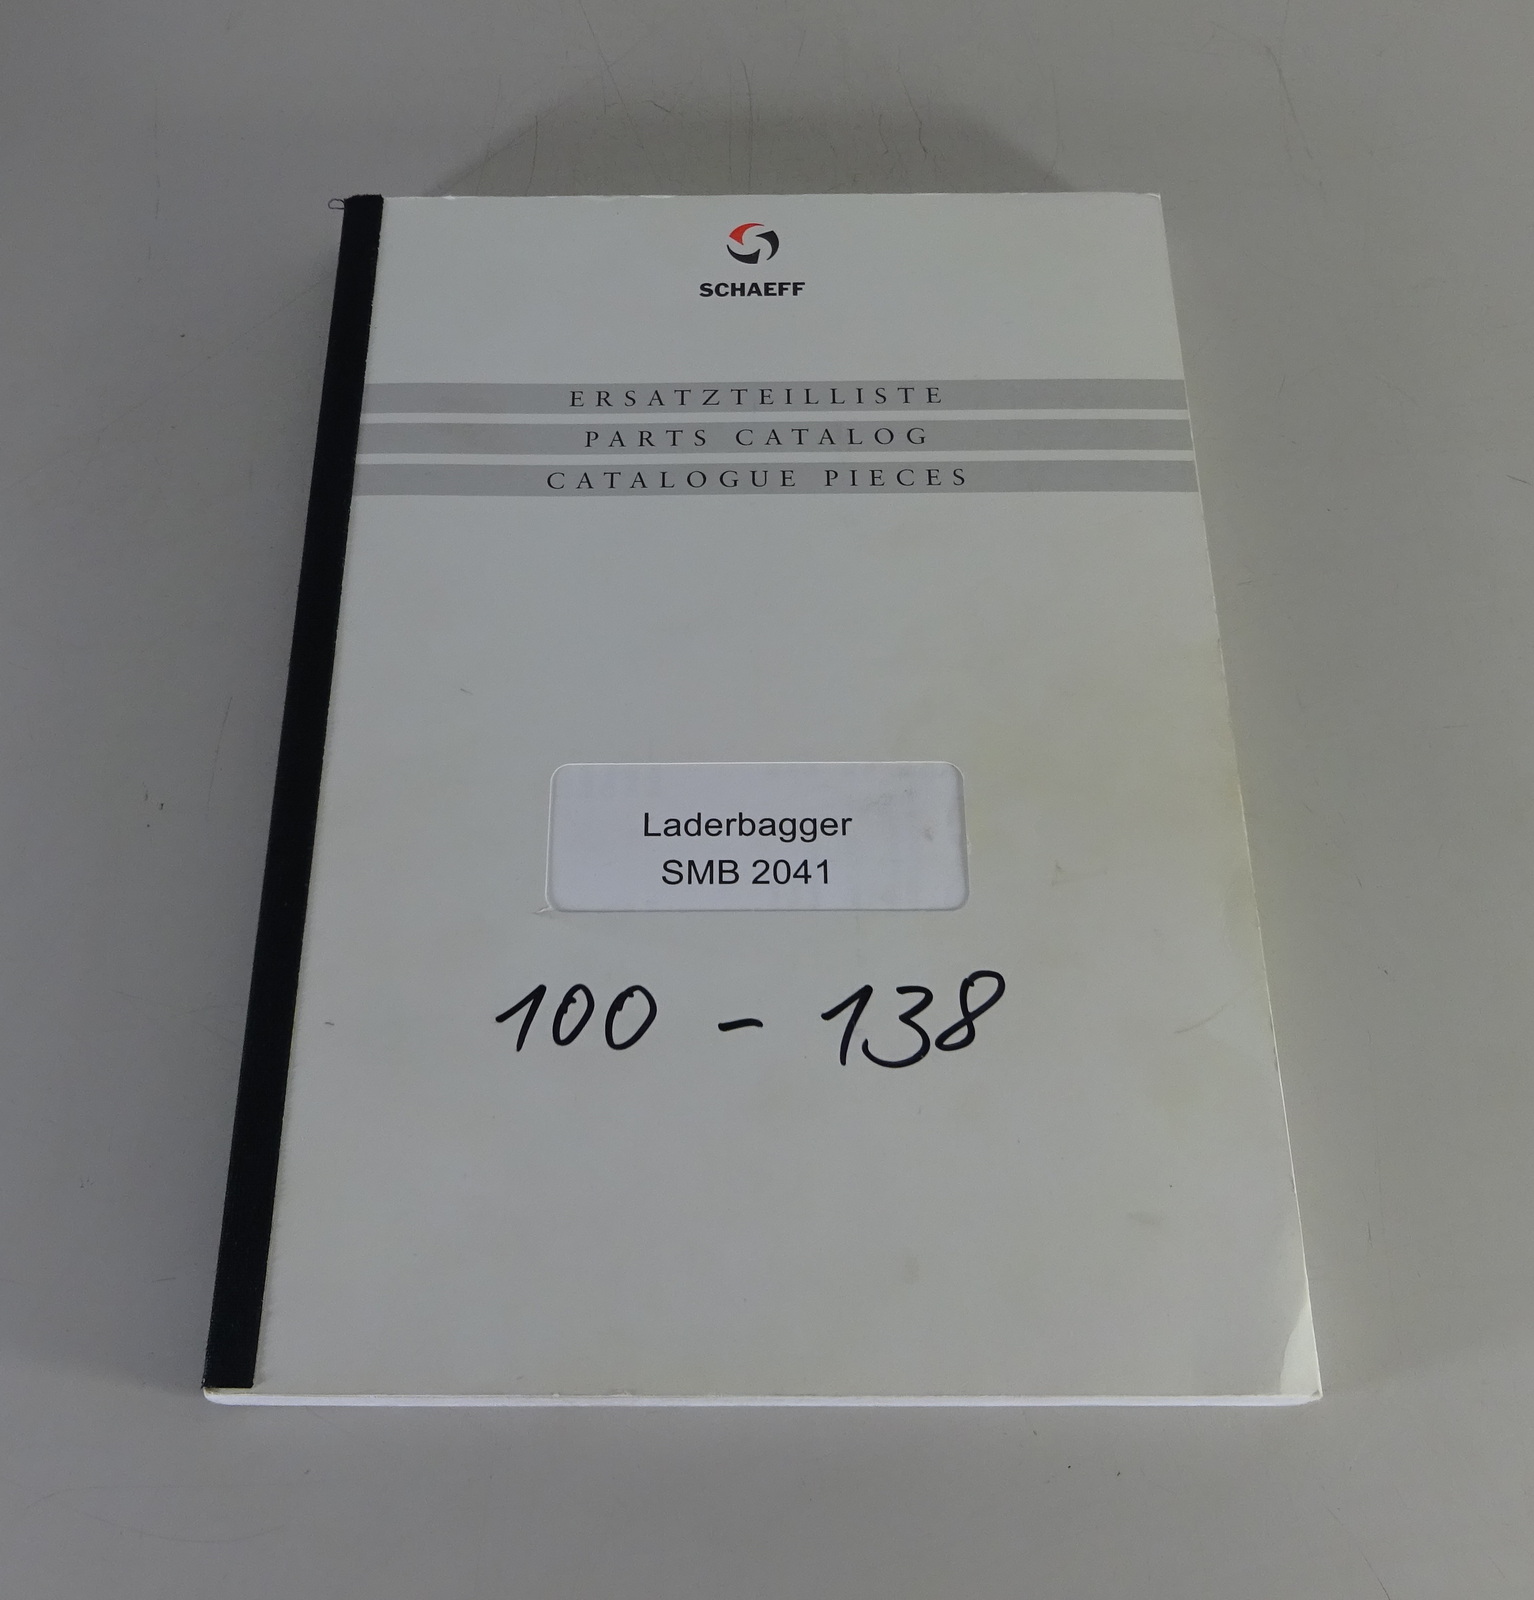 SCHAEFF
ERSATZTEILLISTE
PARTS CATALOG
CATALOGUE PIECES
Laderbagger
SMB 2041
100 - 138